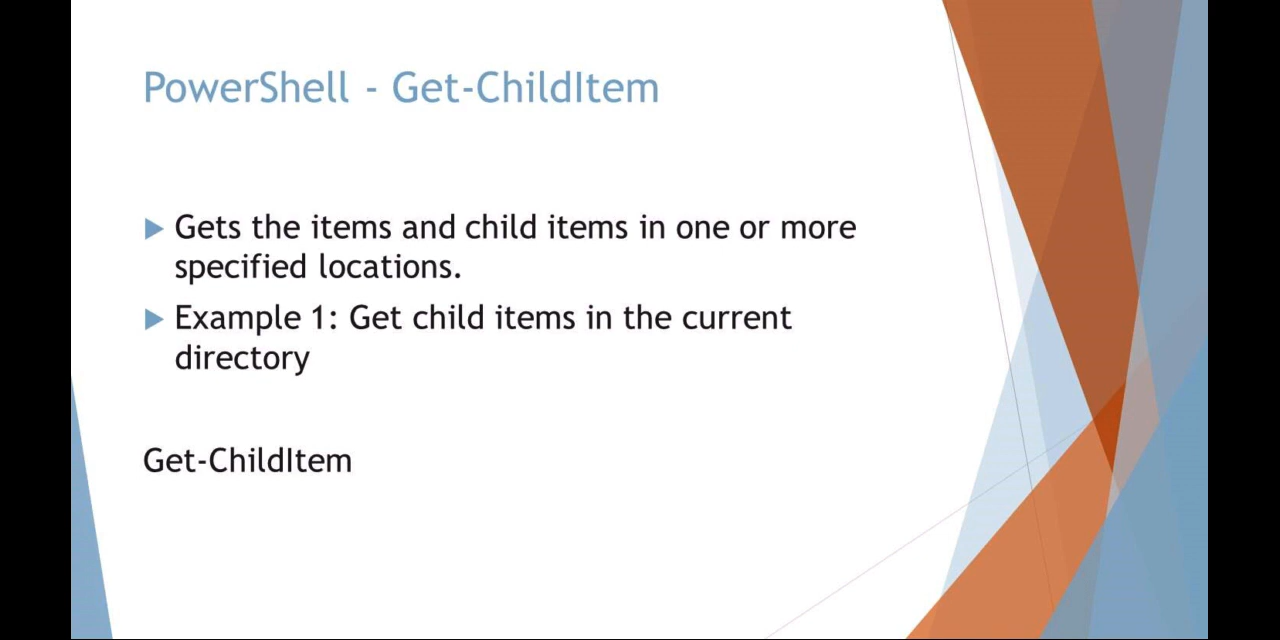 PowerShell - Get-ChildItem
Gets the items and child items in one or more
specified locations.
Example 1: Get child items in the current
directory
Get-ChildItem